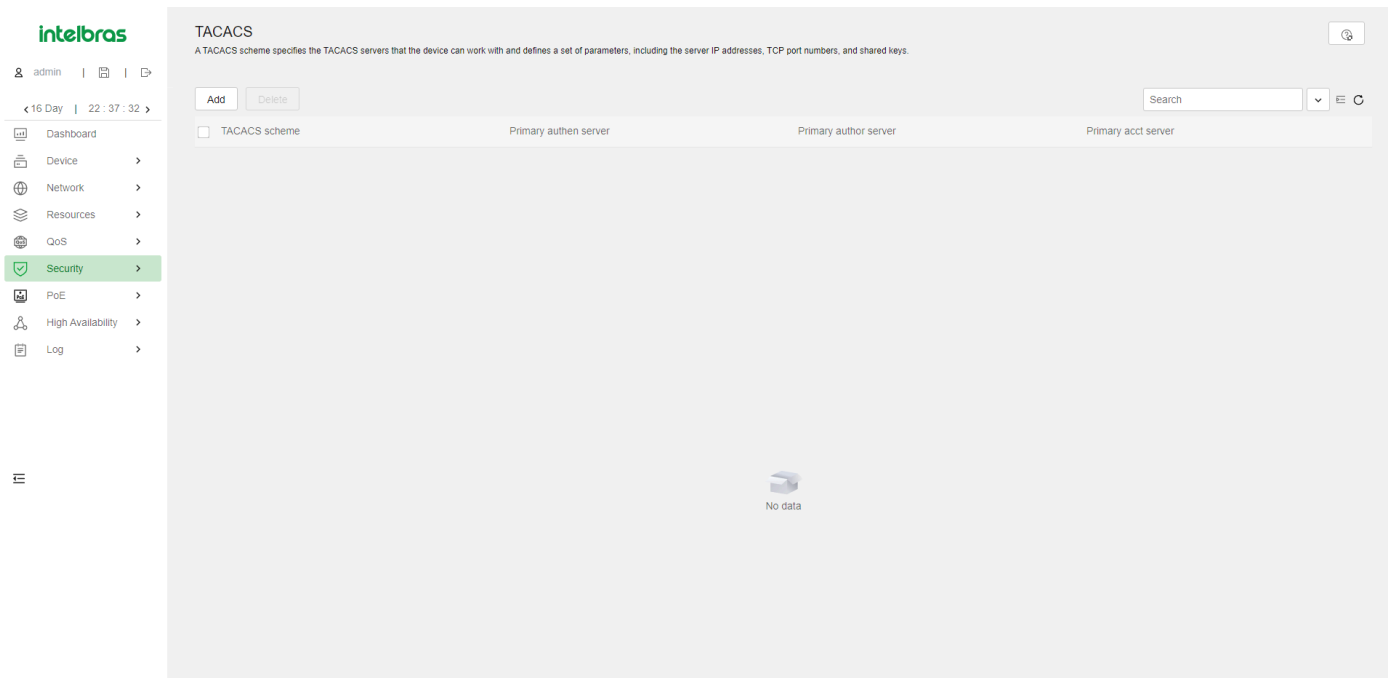 intelbras
admin | |
16 Day | 22 : 37 : 32
Dashboard
Device
Network
Resources
QoS
Security
PoE
High Availability
Log
TACACS
A TACACS scheme specifies the TACACS servers that the device can work with and defines a set of parameters, including the server IP addresses, TCP port numbers, and shared keys.
Add Delete Search
TACACS scheme Primary authen server Primary author server Primary acct server
No data